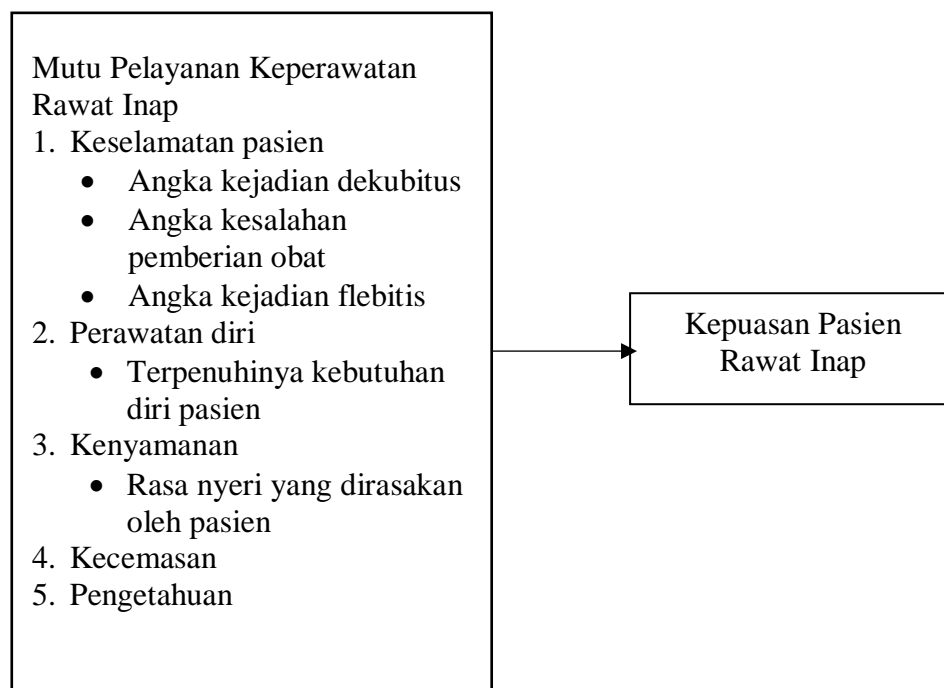 Mutu Pelayanan Keperawatan
Rawat Inap
1. Keselamatan pasien
• Angka kejadian dekubitus
• Angka kesalahan
pemberian obat
• Angka kejadian flebitis
2. Perawatan diri
• Terpenuhinya kebutuhan
diri pasien
3. Kenyamanan
• Rasa nyeri yang dirasakan
oleh pasien
4. Kecemasan
5. Pengetahuan
Kepuasan Pasien
Rawat Inap